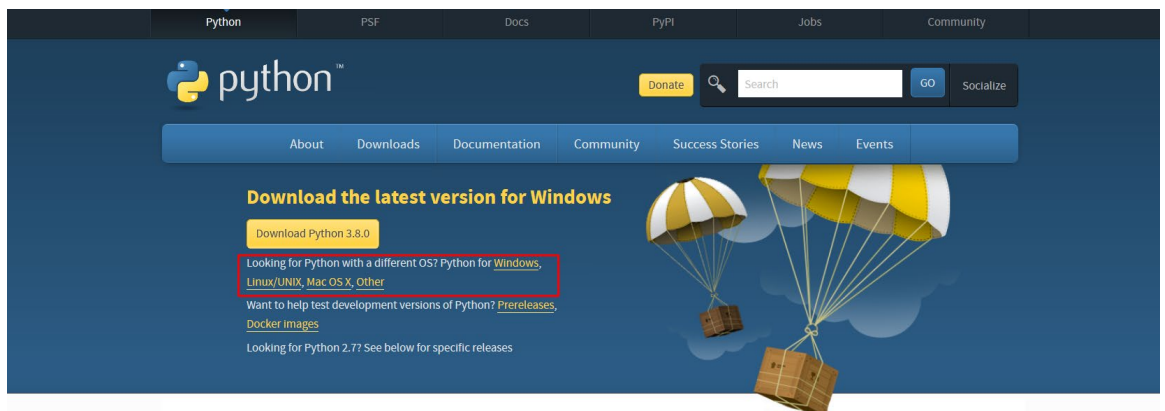 Python PSF Docs PyPI Jobs Community
python™
Donate Search GO Socialize
About Downloads Documentation Community Success Stories News Events
Download the latest version for Windows
Download Python 3.8.0
Looking for Python with a different OS? Python for Windows,
Linux/UNIX, Mac OS X, Other
Want to help test development versions of Python? Prereleases,
Docker images
Looking for Python 2.7? See below for specific releases